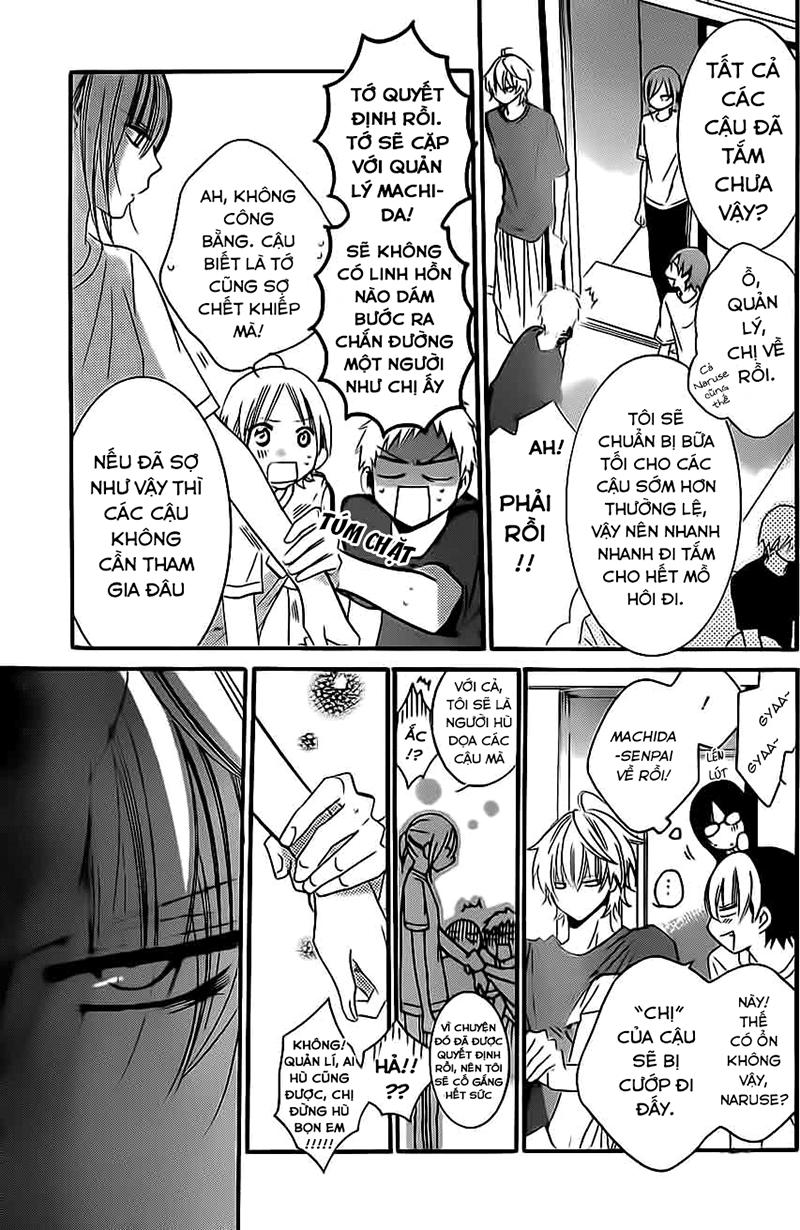 TẤT CẢ
CÁC
CẬU ĐÃ
TẮM
CHƯA
VẬY?
Ồ,
QUẢN
LÝ,
CHỊ VỀ
RỒI.
Cả
Naruse
cũng
thế
TÔI SẼ
CHUẨN BỊ BỮA
TỐI CHO CÁC
CẬU SỚM HƠN
THƯỜNG LỆ,
VẬY NÊN NHANH
NHANH ĐI TẮM
CHO HẾT MỒ
HÔI ĐI.
AH!
PHẢI
RỒI
!!
TỚ QUYẾT
ĐỊNH RỒI.
TỚ SẼ CẶP
VỚI QUẢN
LÝ MACHI-
DA!
SẼ KHÔNG
CÓ LINH HỒN
NÀO DÁM
BƯỚC RA
CHẮN ĐƯỜNG
MỘT NGƯỜI
NHƯ CHỊ ẤY
AH, KHÔNG
CÔNG
BẰNG. CẬU
BIẾT LÀ TỚ
CŨNG SỢ
CHẾT KHIẾP
MÀ!
TÚM CHẶT
NẾU ĐÃ SỢ
NHƯ VẬY THÌ
CÁC CẬU
KHÔNG
CẦN THAM
GIA ĐÂU
GYAA-
GYAA-
!
MACHIDA
-SENPAI
VỀ RỒI!
LÉN
LÚT
...
NÀY!
THẾ
CÓ ỔN
KHÔNG
VẬY,
NARUSE?
“CHỊ“
CỦA CẬU
SẼ BỊ
CƯỚP ĐI
ĐẤY.
VỚI CẢ,
TÔI SẼ LÀ
NGƯỜI HÙ
DỌA CÁC
CẬU MÀ
ẶC
!?
VÌ CHUYỆN
ĐÓ ĐÃ ĐƯỢC
QUYẾT ĐỊNH
RỒI, NÊN TÔI
SẼ CỐ GẮNG
HẾT SỨC
HẢ!!
??
KHÔNG!
QUẢN LÍ, AI
HÙ CŨNG
ĐƯỢC, CHỊ
ĐỪNG HÙ
BỌN EM
!!!!!